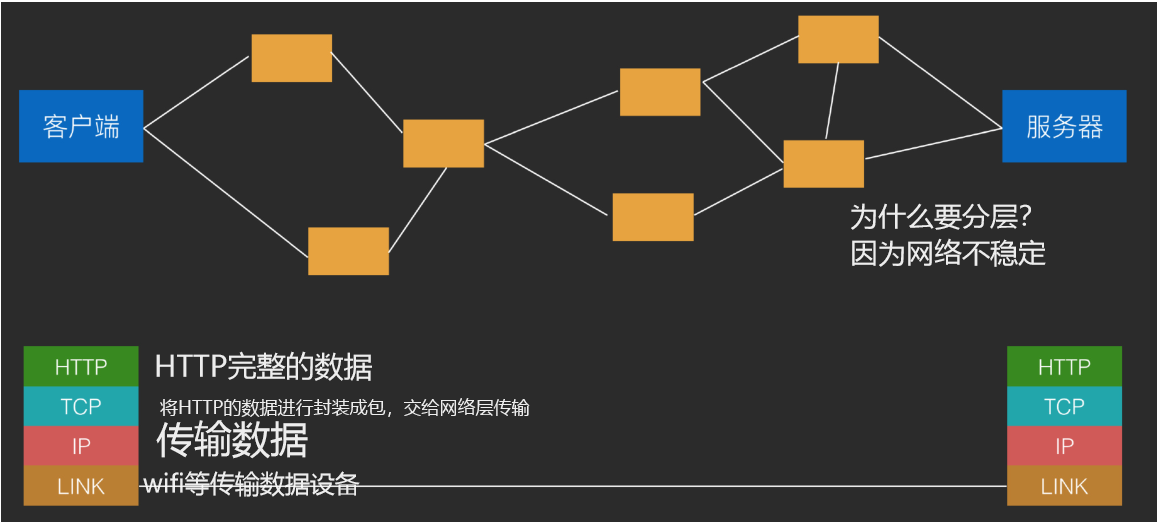 客户端
服务器
为什么要分层?
因为网络不稳定
HTTP
HTTP完整的数据
HTTP
TCP
将HTTP的数据进行封装成包，交给网络层传输
TCP
IP
传输数据
IP
LINK
wifi等传输数据设备
LINK